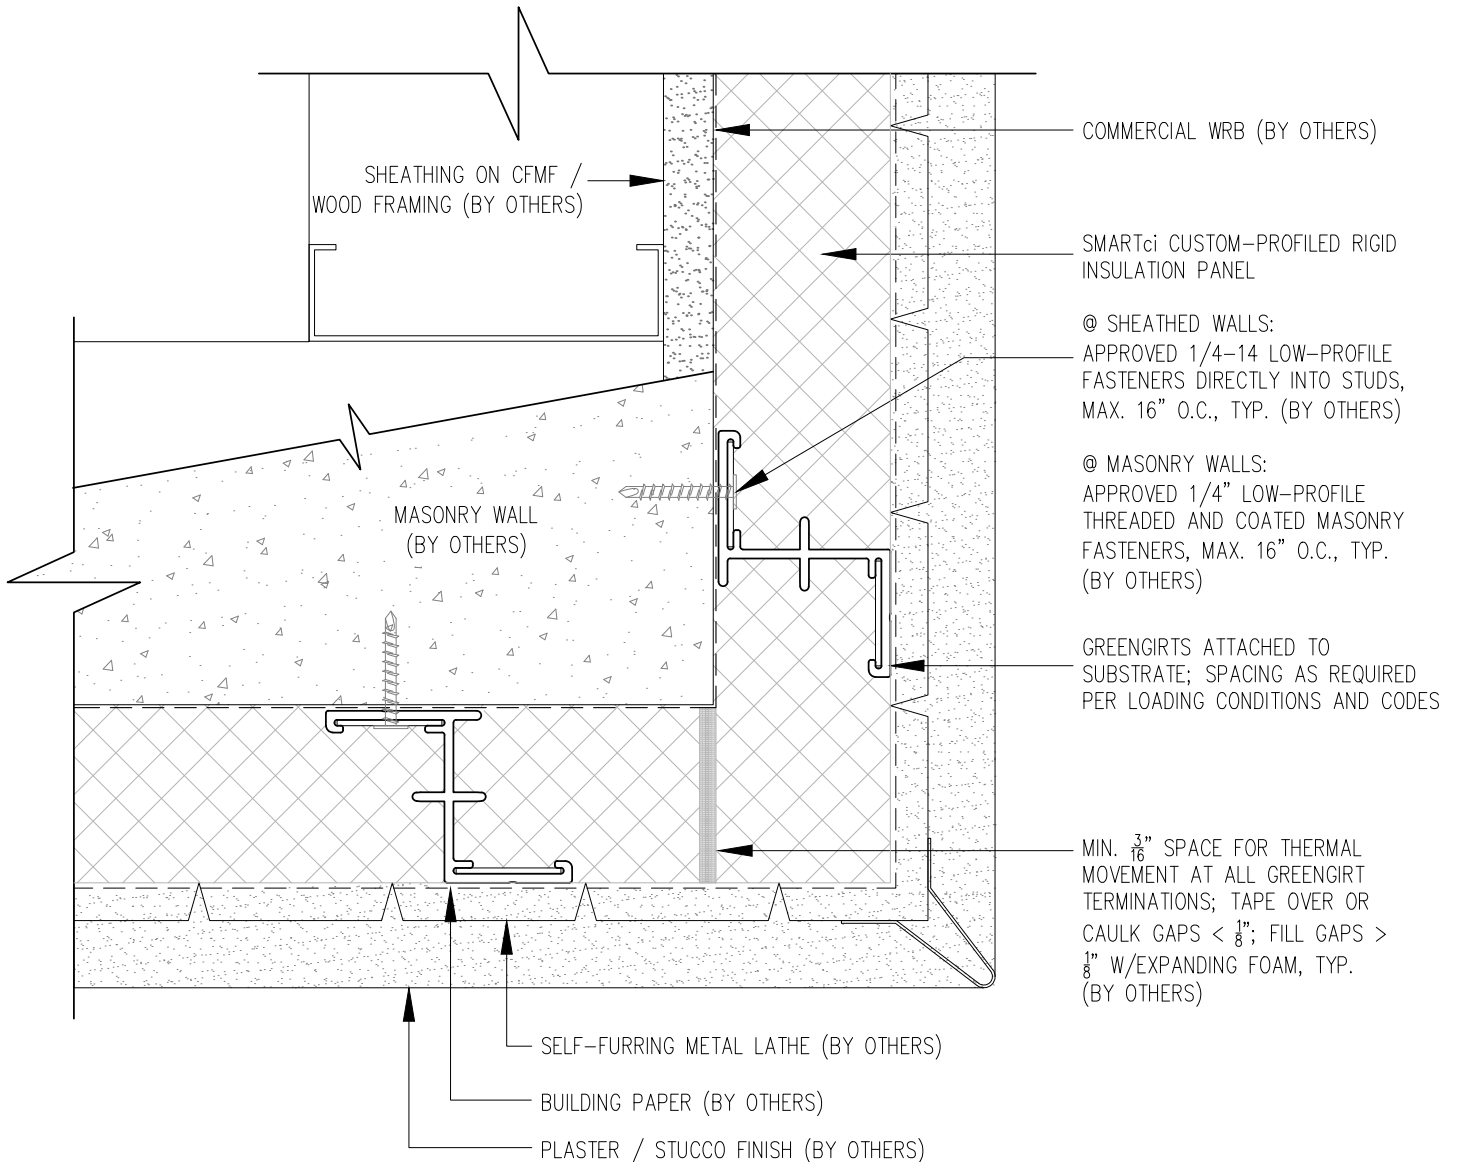 COMMERCIAL WRB (BY OTHERS)
SHEATHING ON CFMF /
WOOD FRAMING (BY OTHERS)
SMARTci CUSTOM-PROFILED RIGID
INSULATION PANEL
@ SHEATHED WALLS:
APPROVED 1/4-14 LOW-PROFILE
FASTENERS DIRECTLY INTO STUDS,
MAX. 16" O.C., TYP. (BY OTHERS)
@ MASONRY WALLS:
APPROVED 1/4" LOW-PROFILE
THREADED AND COATED MASONRY
FASTENERS, MAX. 16" O.C., TYP.
(BY OTHERS)
MASONRY WALL
(BY OTHERS)
GREENGIRTS ATTACHED TO
SUBSTRATE; SPACING AS REQUIRED
PER LOADING CONDITIONS AND CODES
MIN. 3/16" SPACE FOR THERMAL
MOVEMENT AT ALL GREENGIRT
TERMINATIONS; TAPE OVER OR
CAULK GAPS < 1/8"; FILL GAPS >
1/8" W/EXPANDING FOAM, TYP.
(BY OTHERS)
SELF-FURRING METAL LATHE (BY OTHERS)
BUILDING PAPER (BY OTHERS)
PLASTER / STUCCO FINISH (BY OTHERS)